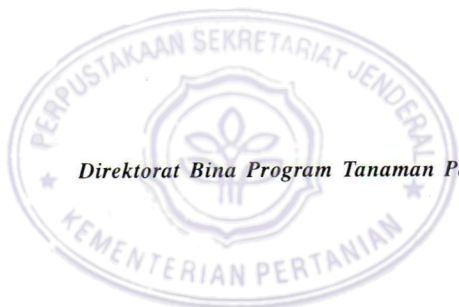 PERPUSTAKAAN SEKRETARIAT JENDERAL
Direktorat Bina Program Tanaman
KEMENTERIAN PERTANIAN